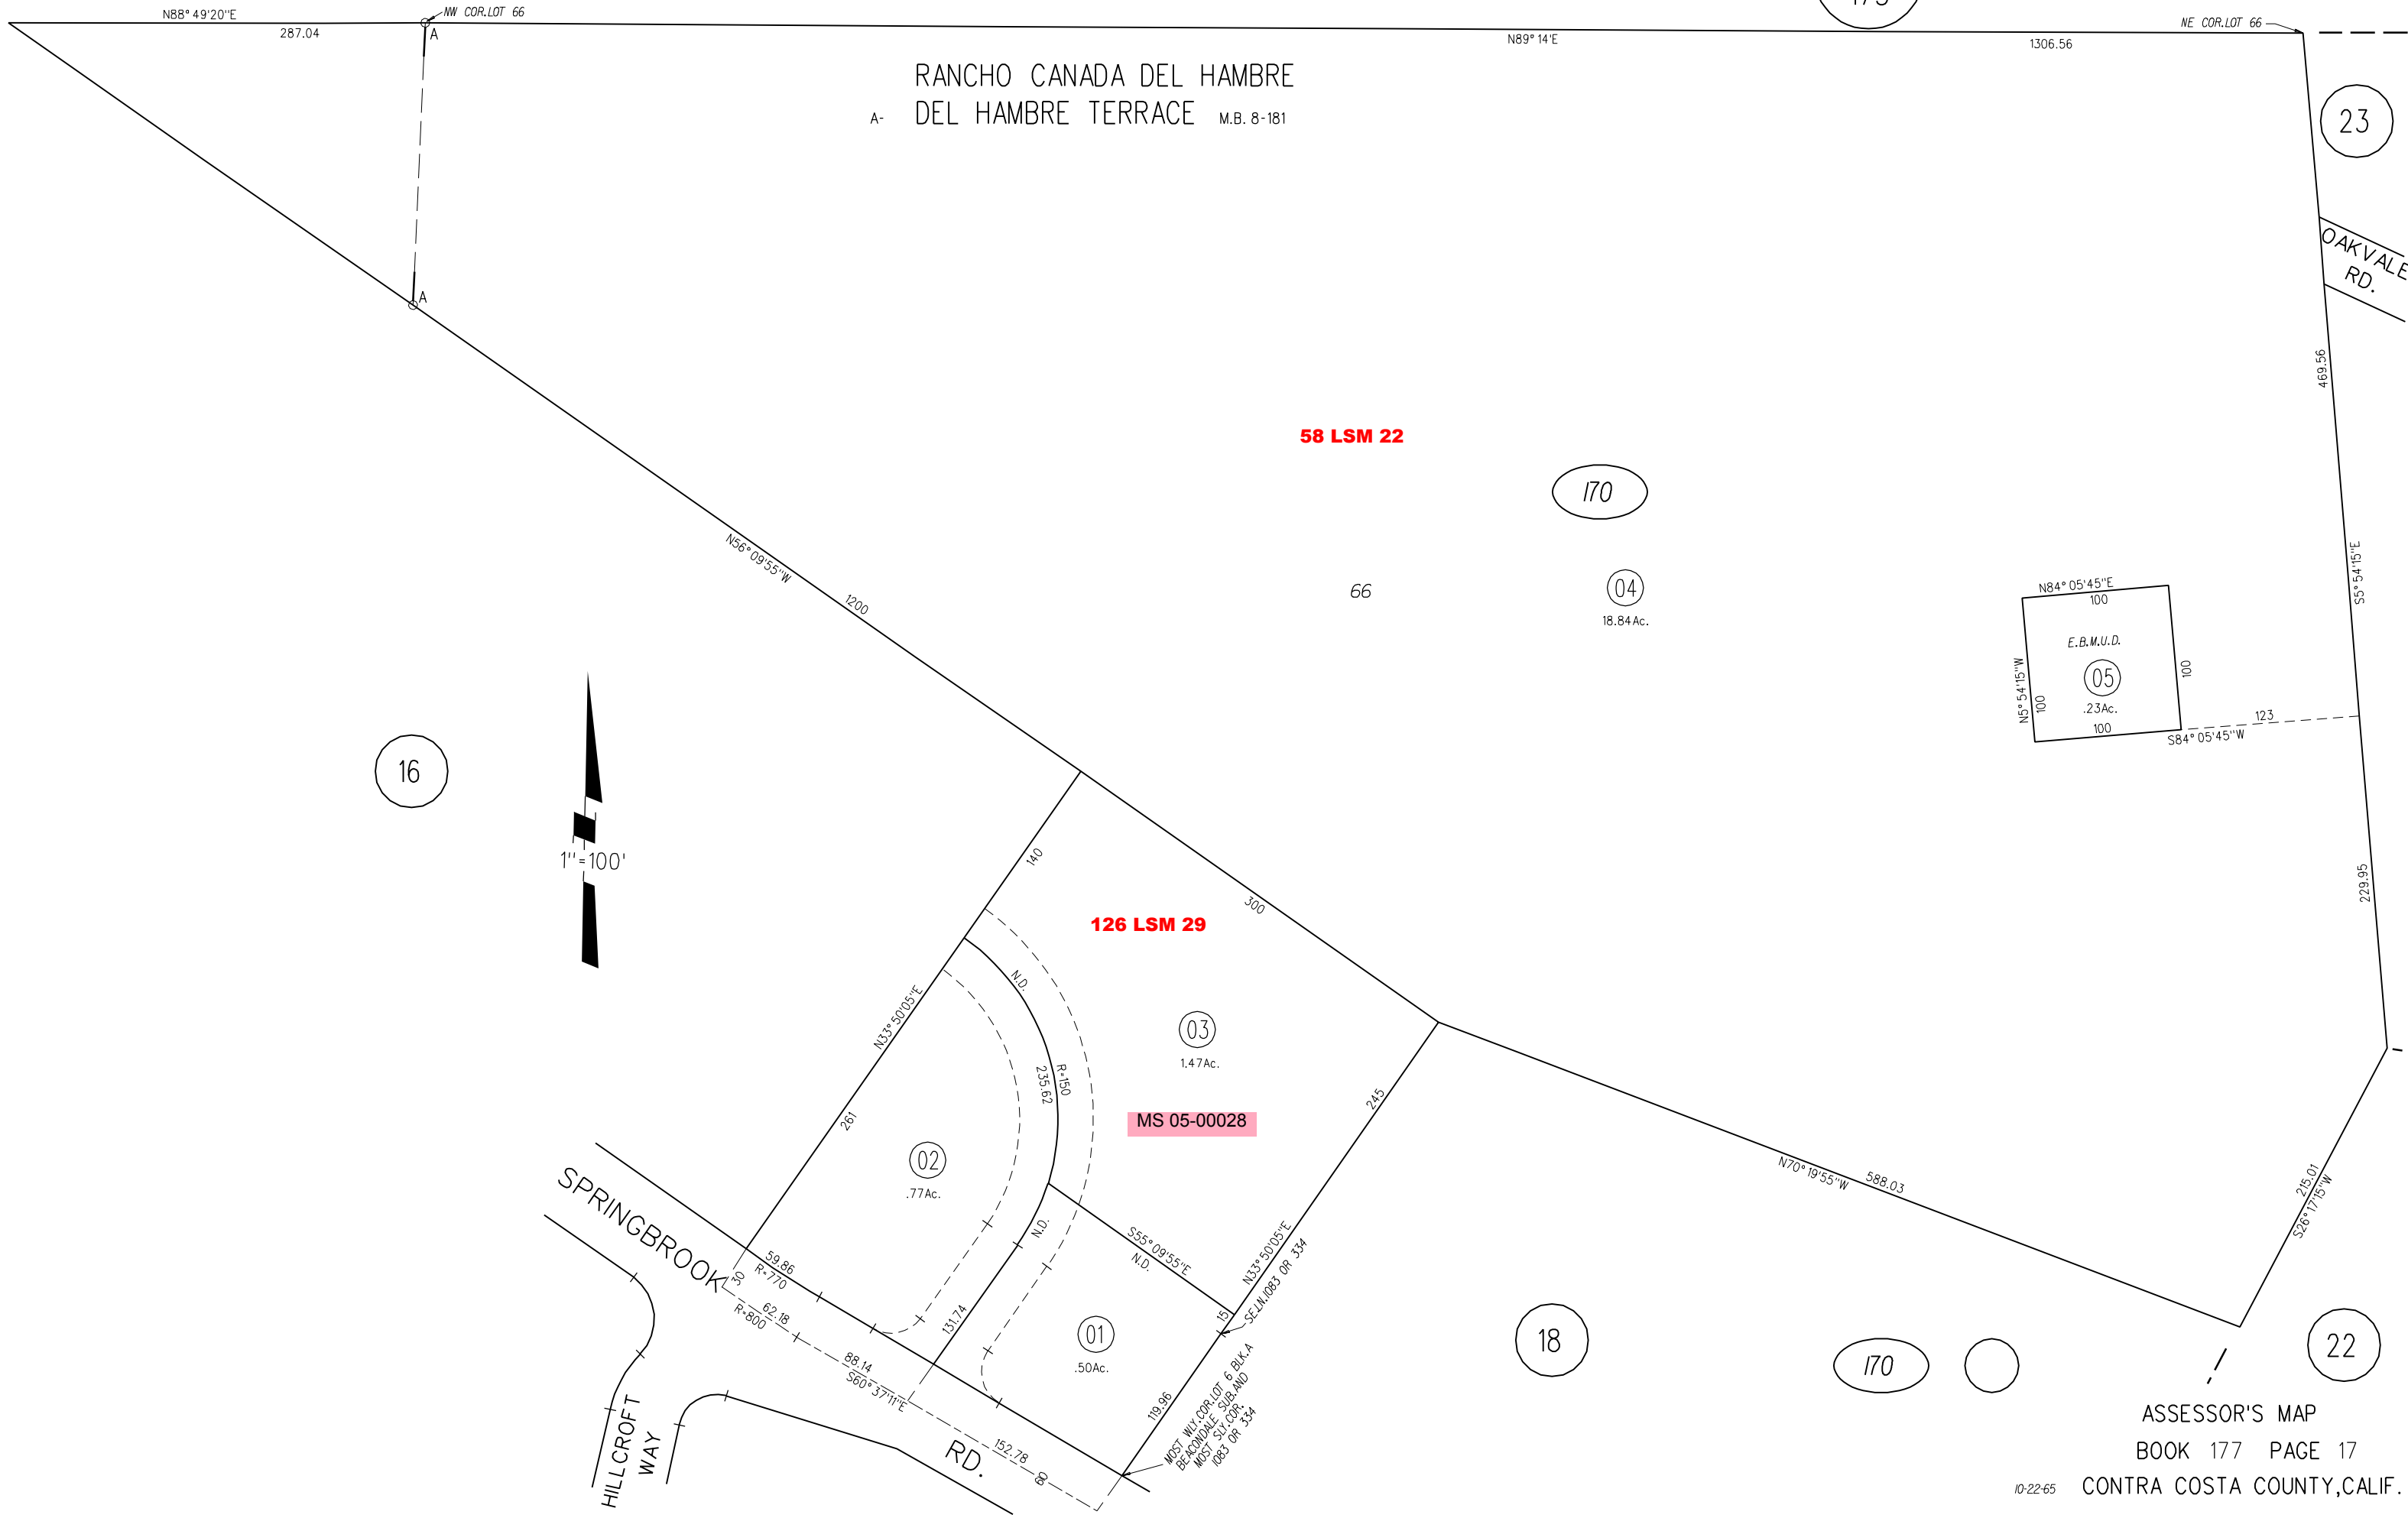 N88°49'20"E
287.04
NW COR.LOT 66
A
N89°14'E
1306.56
NE COR.LOT 66
RANCHO CANADA DEL HAMBRE
A- DEL HAMBRE TERRACE M.B. 8-181
23
OAKVALE
RD.
A
469.56
58 LSM 22
170
N56°09'55"W
1200
66
04
18.84Ac.
S5°54'15"E
N84°05'45"E
100
E.B.M.U.D.
05
.23Ac.
100
N5°54'15"W
100
100
S84°05'45"W
123
229.95
16
1"=100'
140
300
126 LSM 29
N.D.
N33°50'05"E
03
1.47Ac.
R=150
235.62
MS 05-00028
261
245
02
.77Ac.
N70°19'55"W
588.03
215.01
S26°17'15"W
SPRINGBROOK
RD.
59.86
R=770
30
62.18
R=800
N.D.
S55°09'55"E
N.D.
N33°50'05"E
SE.LN.1083 OR 334
15
131.74
01
.50Ac.
88.14
S60°37'11"E
119.96
MOST WLY.COR.LOT 6 BLK.A
BEACONDALE SUB.AND
MOST SLY.COR.
1083 OR 334
152.78
60
HILLCROFT
WAY
18
170
22
ASSESSOR'S MAP
BOOK 177 PAGE 17
10-22-65 CONTRA COSTA COUNTY,CALIF.